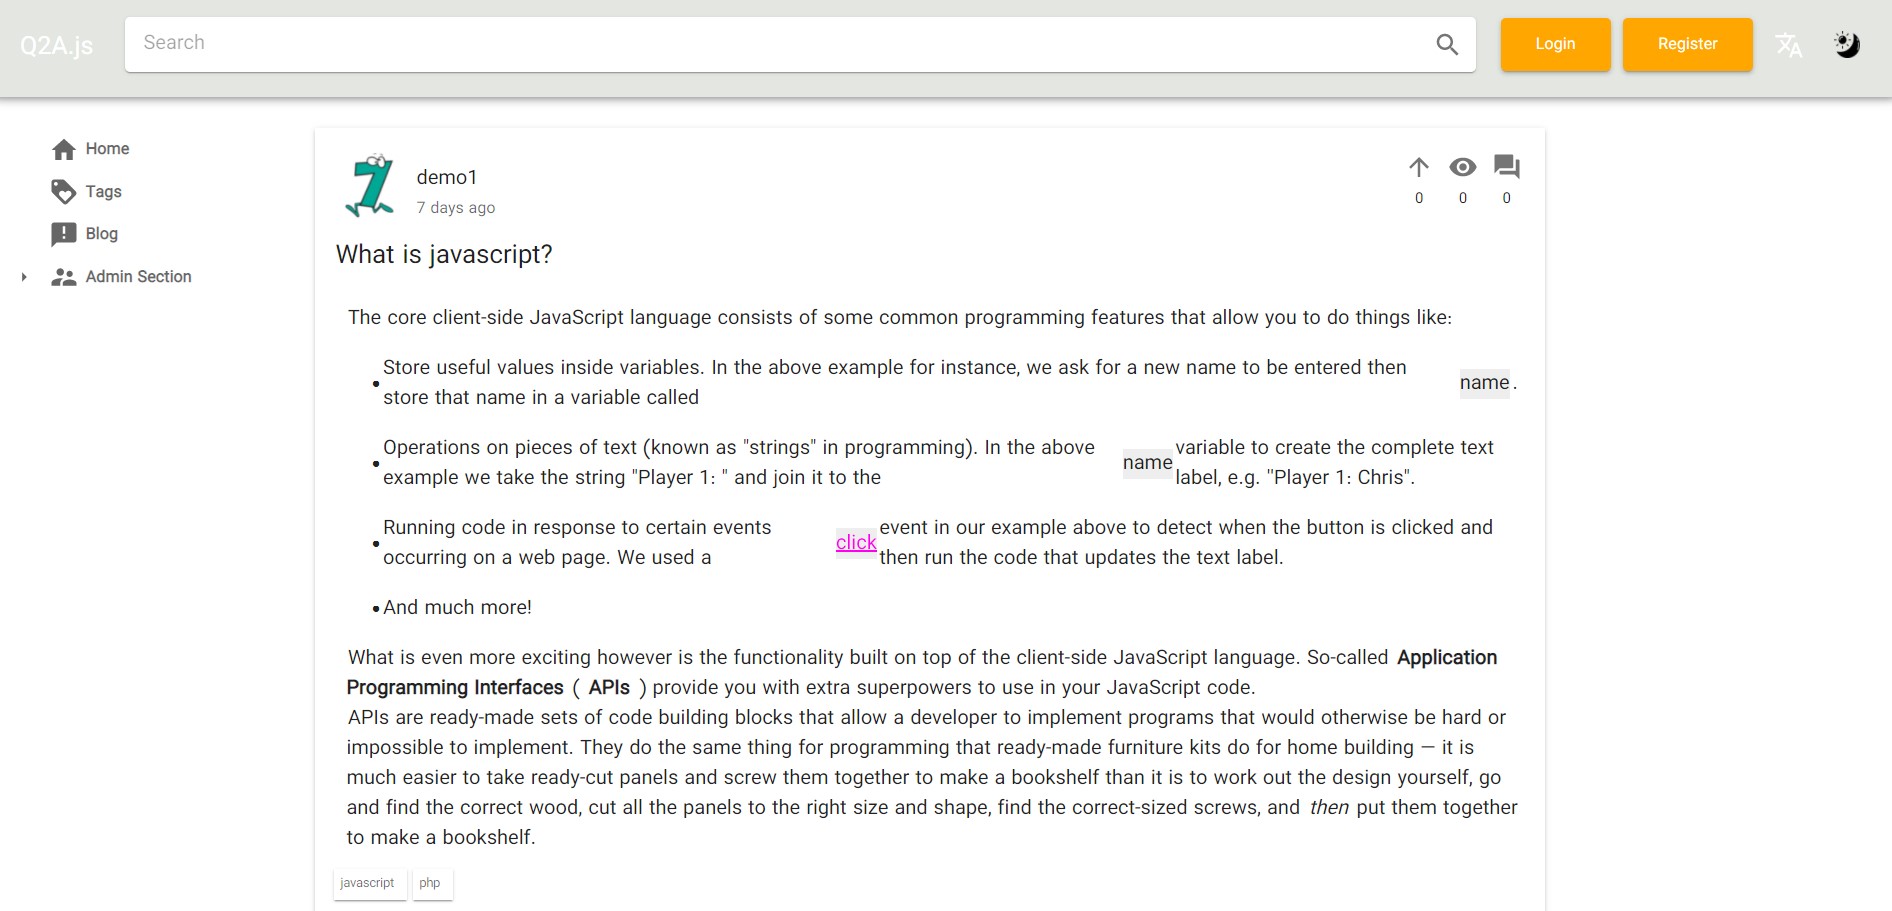 Q2A.js
Search
Login
Register
Home
Tags
Blog
Admin Section
demo1
7 days ago
0
0
0
What is javascript?
The core client-side JavaScript language consists of some common programming features that allow you to do things like:
Store useful values inside variables. In the above example for instance, we ask for a new name to be entered then
store that name in a variable called
name .
Operations on pieces of text (known as "strings" in programming). In the above
example we take the string "Player 1: " and join it to the
name
variable to create the complete text
label, e.g. "Player 1: Chris".
Running code in response to certain events
occurring on a web page. We used a
click
event in our example above to detect when the button is clicked and
then run the code that updates the text label.
And much more!
What is even more exciting however is the functionality built on top of the client-side JavaScript language. So-called Application
Programming Interfaces ( APIs ) provide you with extra superpowers to use in your JavaScript code.
APIs are ready-made sets of code building blocks that allow a developer to implement programs that would otherwise be hard or
impossible to implement. They do the same thing for programming that ready-made furniture kits do for home building — it is
much easier to take ready-cut panels and screw them together to make a bookshelf than it is to work out the design yourself, go
and find the correct wood, cut all the panels to the right size and shape, find the correct-sized screws, and then put them together
to make a bookshelf.
javascript
php